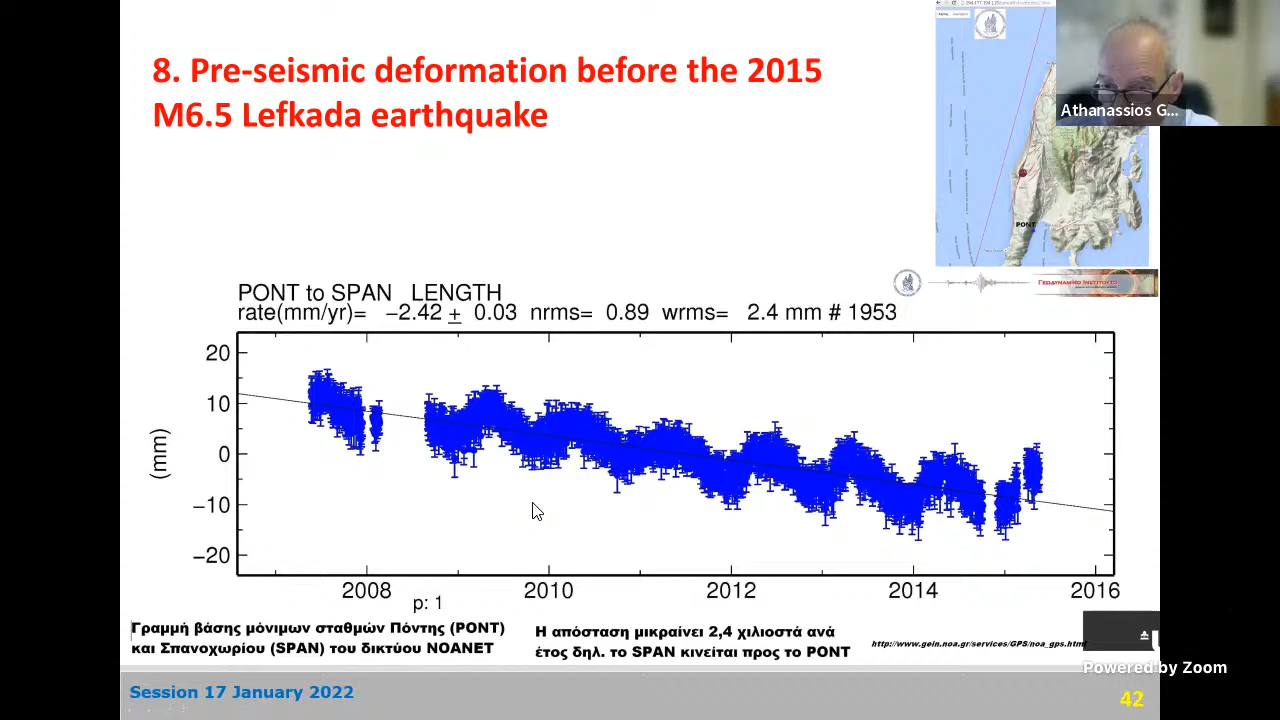 8. Pre-seismic deformation before the 2015
M6.5 Lefkada earthquake
Athanassios G...
PONT
ΓΕΩΔΥΝΑΜΙΚΟ ΙΝΣΤΙΤΟΥΤΟ
PONT to SPAN LENGTH
rate(mm/yr)= −2.42 ± 0.03 nrms= 0.89 wrms= 2.4 mm # 1953
20
10
0
−10
−20
(mm)
2008
2010
2012
2014
2016
p: 1
Γραμμή βάσης μόνιμων σταθμών Πόντης (PONT)
και Σπανοχωρίου (SPAN) του δικτύου NOANET
Η απόσταση μικραίνει 2,4 χιλιοστά ανά
έτος δηλ. το SPAN κινείται προς το PONT
http://www.gein.noa.gr/services/GPS/noa_gps.html
Powered by Zoom
Session 17 January 2022
42